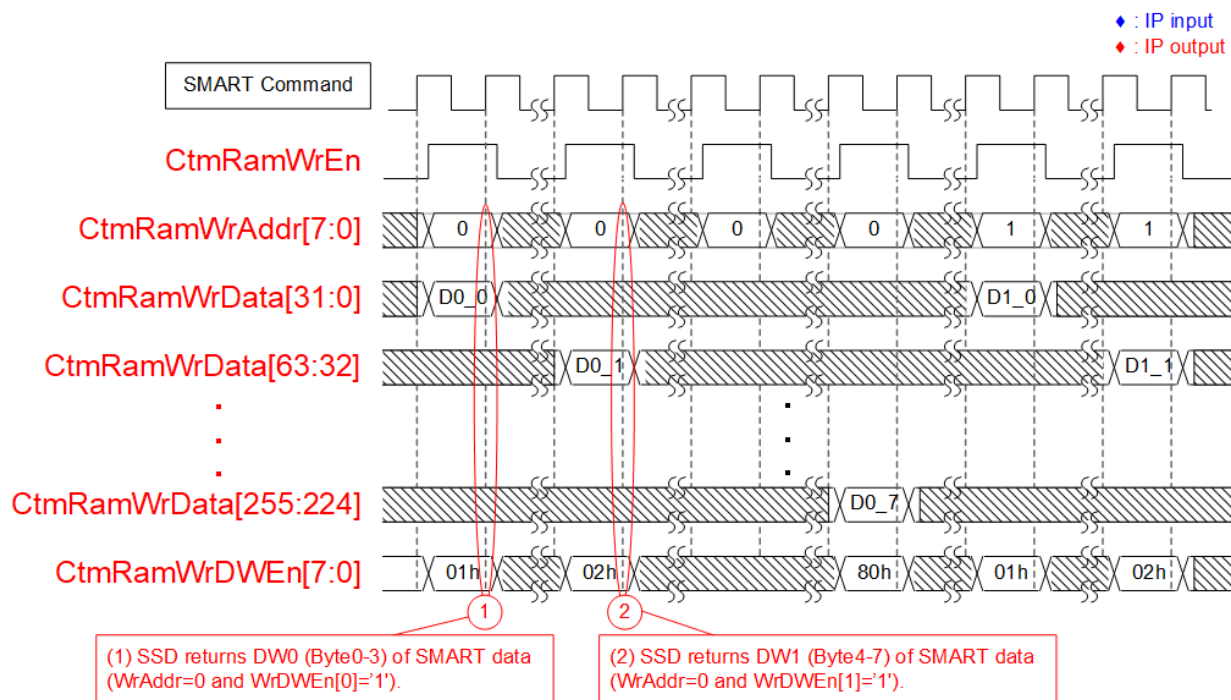 ♦ : IP input
♦ : IP output
SMART Command
CtmRamWrEn
CtmRamWrAddr[7:0]
0 0 0 0 1 1
CtmRamWrData[31:0]
D0_0 D1_0
CtmRamWrData[63:32]
D0_1 D1_1
CtmRamWrData[255:224]
D0_7
CtmRamWrDWEn[7:0]
01h 02h 80h 01h 02h
1 2
(1) SSD returns DW0 (Byte0-3) of SMART data
(WrAddr=0 and WrDWEn[0]='1').
(2) SSD returns DW1 (Byte4-7) of SMART data
(WrAddr=0 and WrDWEn[1]='1').